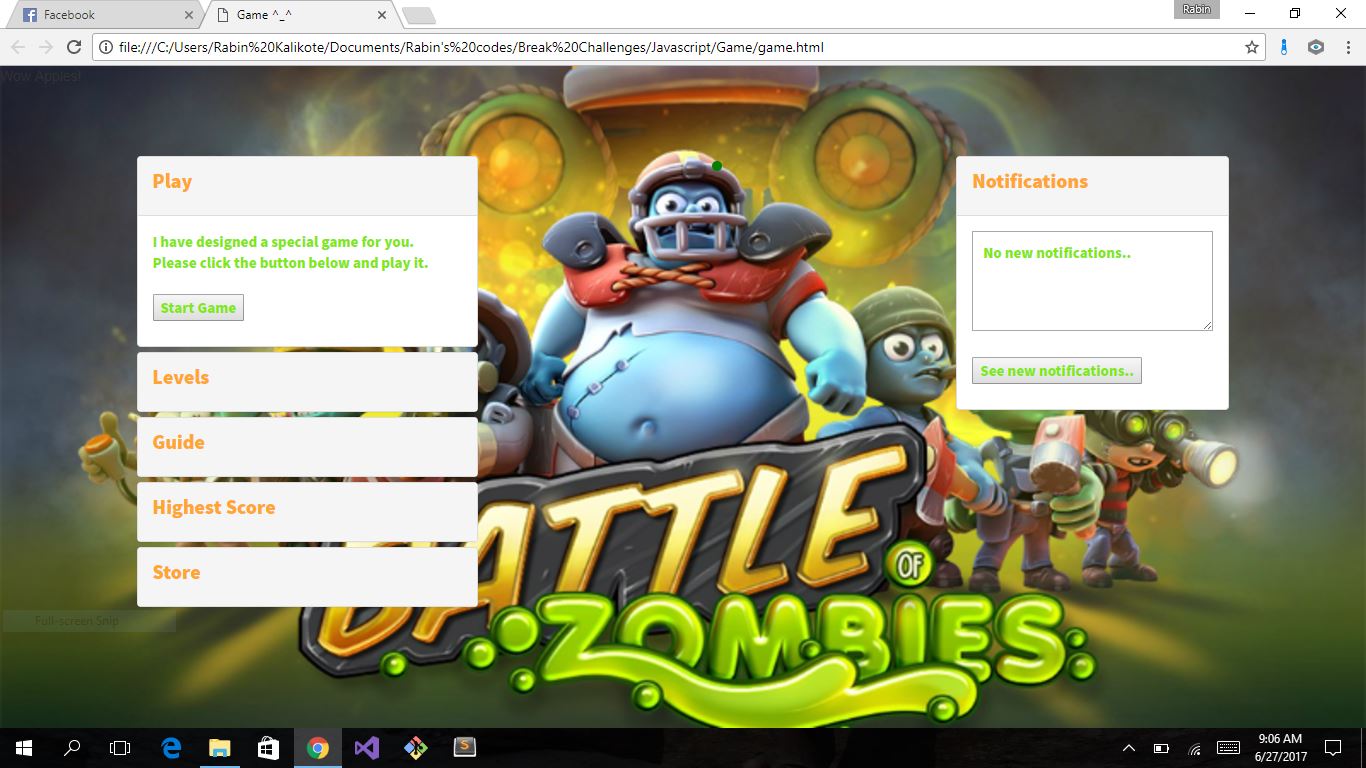 Facebook
Game ^_^
Rabin
file:///C:/Users/Rabin%20Kalikote/Documents/Rabin's%20codes/Break%20Challenges/Javascript/Game/game.html
Wow Apples!
Play
I have designed a special game for you.
Please click the button below and play it.
Start Game
Levels
Guide
Highest Score
Store
Full-screen Snip
Notifications
No new notifications..
See new notifications..
BATTLE
OF
ZOMBIES
9:06 AM
6/27/2017